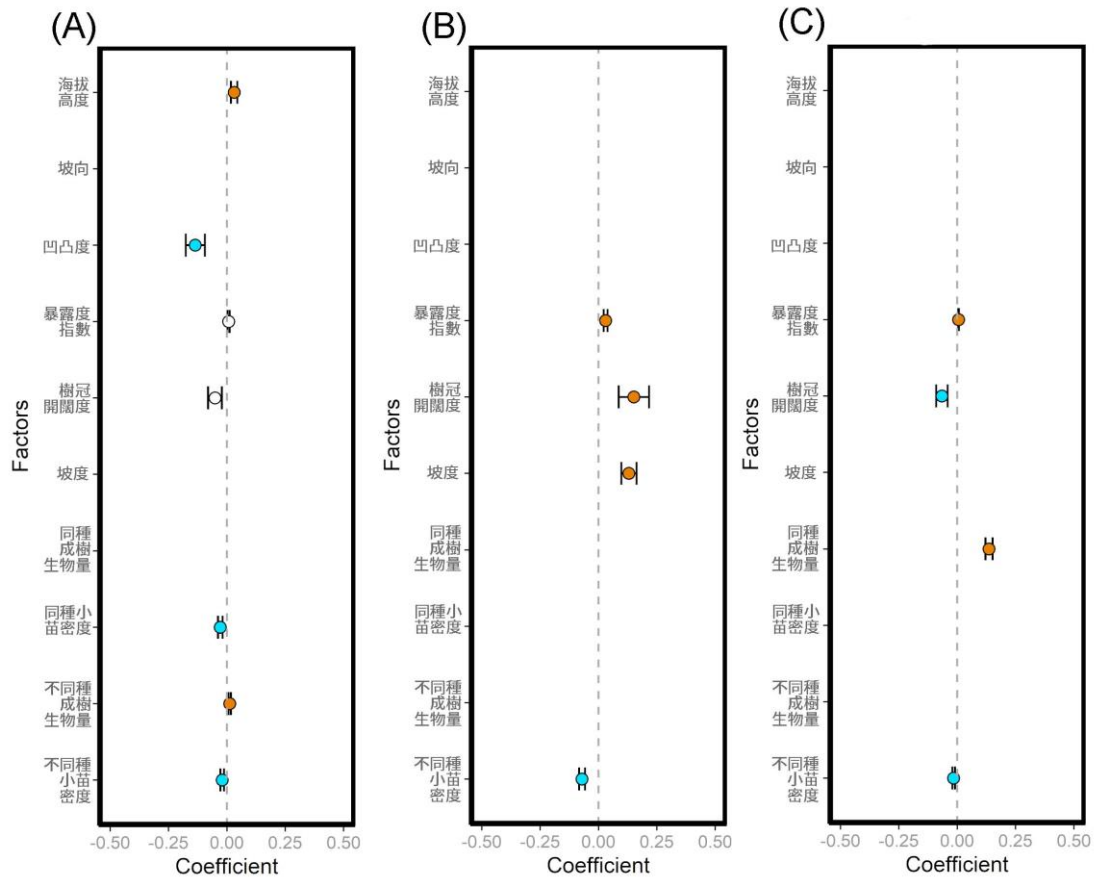 (A)
(B)
(C)
海拔
高度
坡向
凹凸度
暴露度
指數
樹冠
開闊度
坡度
同種
成樹
生物量
同種小
苗密度
不同種
成樹
生物量
不同種
小苗
密度
Factors
-0.50
-0.25
0.00
0.25
0.50
Coefficient
海拔
高度
坡向
凹凸度
暴露度
指數
樹冠
開闊度
坡度
同種
成樹
生物量
同種小
苗密度
不同種
成樹
生物量
不同種
小苗
密度
Factors
-0.50
-0.25
0.00
0.25
0.50
Coefficient
海拔
高度
坡向
凹凸度
暴露度
指數
樹冠
開闊度
坡度
同種
成樹
生物量
同種小
苗密度
不同種
成樹
生物量
不同種
小苗
密度
Factors
-0.50
-0.25
0.00
0.25
0.50
Coefficient